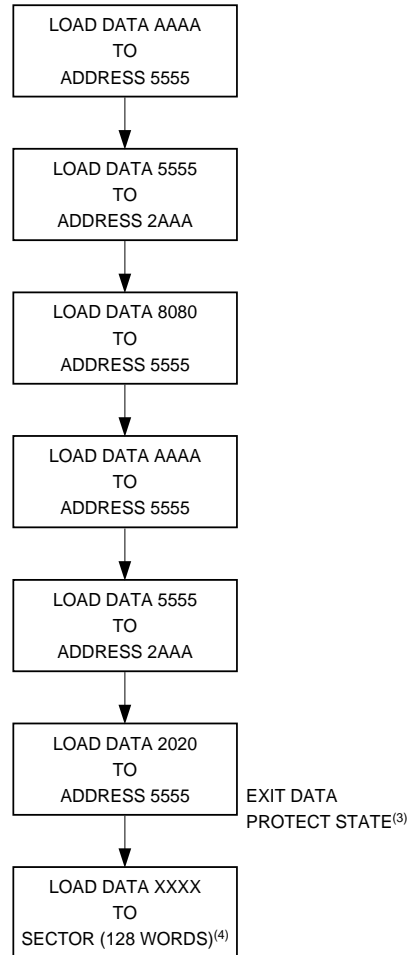 LOAD DATA AAAA
TO
ADDRESS 5555
LOAD DATA 5555
TO
ADDRESS 2AAA
LOAD DATA 8080
TO
ADDRESS 5555
LOAD DATA AAAA
TO
ADDRESS 5555
LOAD DATA 5555
TO
ADDRESS 2AAA
LOAD DATA 2020
TO
ADDRESS 5555
EXIT DATA
PROTECT STATE(3)
LOAD DATA XXXX
TO
SECTOR (128 WORDS)(4)